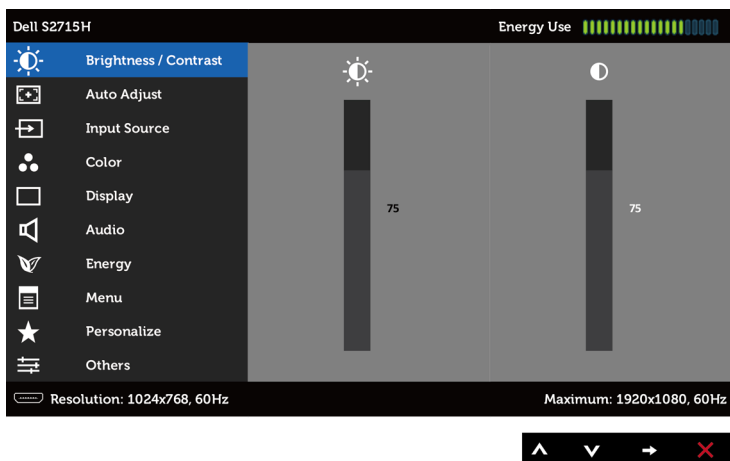 Dell S2715H
Energy Use
Brightness / Contrast
Auto Adjust
Input Source
Color
Display
Audio
Energy
Menu
Personalize
Others
75
75
Resolution: 1024x768, 60Hz
Maximum: 1920x1080, 60Hz